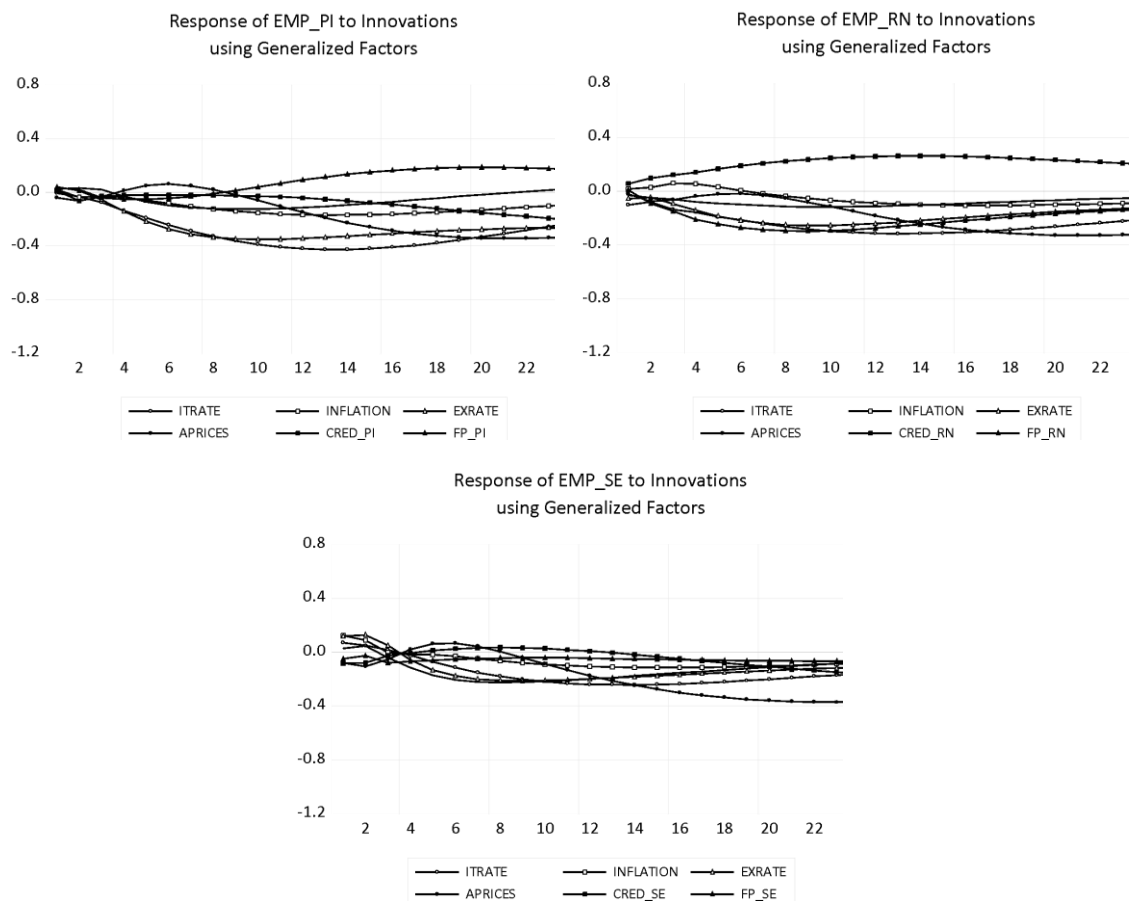 Response of EMP_PI to Innovations
using Generalized Factors
0.8
0.4
0.0
-0.4
-0.8
-1.2
2 4 6 8 10 12 14 16 18 20 22
ITRATE INFLATION EXRATE
APRICES CRED_PI FP_PI
Response of EMP_RN to Innovations
using Generalized Factors
0.8
0.4
0.0
-0.4
-0.8
-1.2
2 4 6 8 10 12 14 16 18 20 22
ITRATE INFLATION EXRATE
APRICES CRED_RN FP_RN
Response of EMP_SE to Innovations
using Generalized Factors
0.8
0.4
0.0
-0.4
-0.8
-1.2
2 4 6 8 10 12 14 16 18 20 22
ITRATE INFLATION EXRATE
APRICES CRED_SE FP_SE